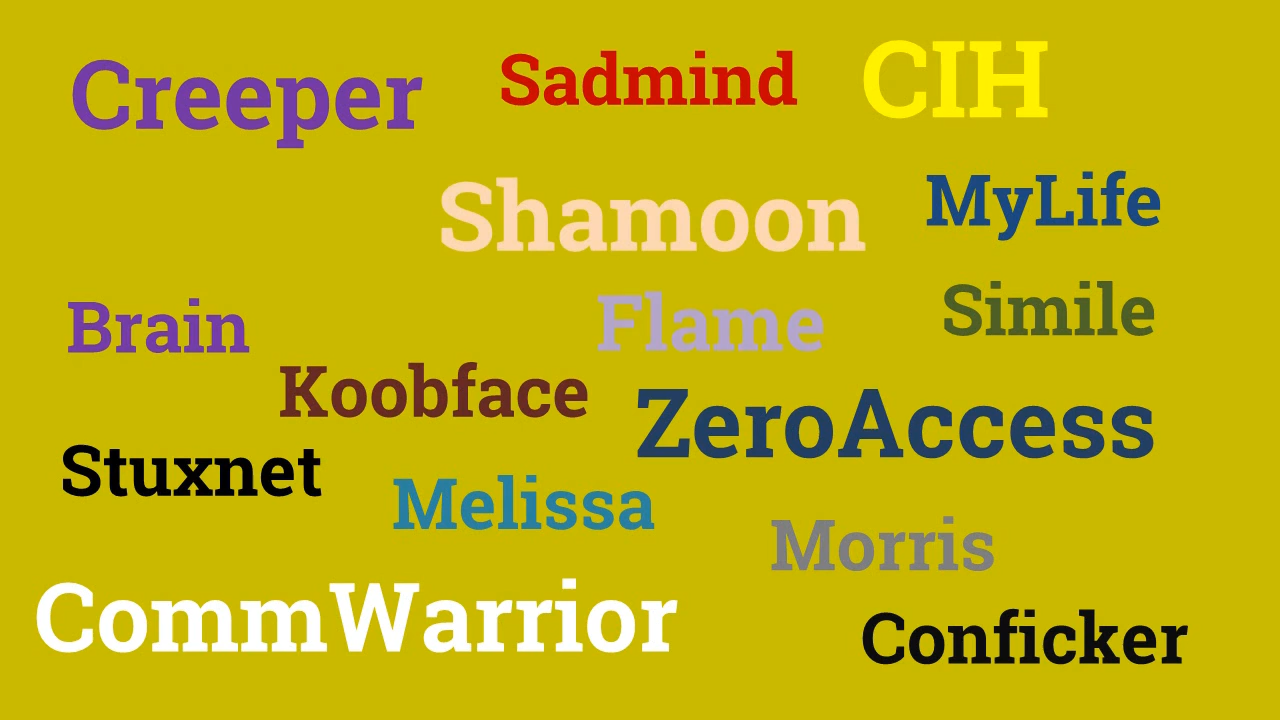 Creeper
Sadmind
CIH
Shamoon
MyLife
Brain
Flame
Simile
Koobface
ZeroAccess
Stuxnet
Melissa
Morris
CommWarrior
Conficker